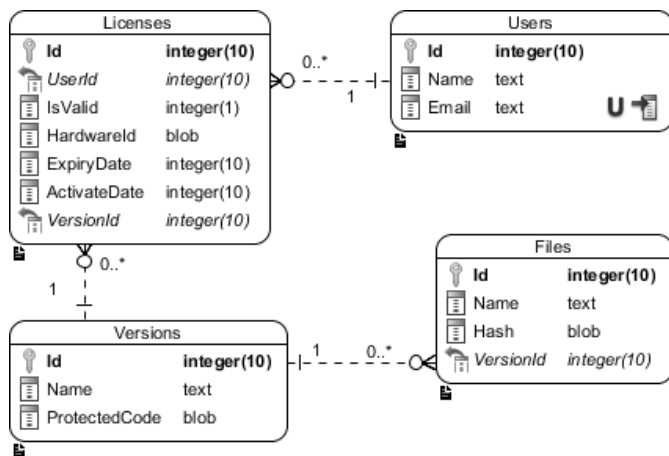 Licenses
Id integer(10)
UserId integer(10)
IsValid integer(1)
HardwareId blob
ExpiryDate integer(10)
ActivateDate integer(10)
VersionId integer(10)
0..*
1
Users
Id integer(10)
Name text
Email text U
0..*
1
Versions
Id integer(10)
Name text
ProtectedCode blob
1
0..*
Files
Id integer(10)
Name text
Hash blob
VersionId integer(10)